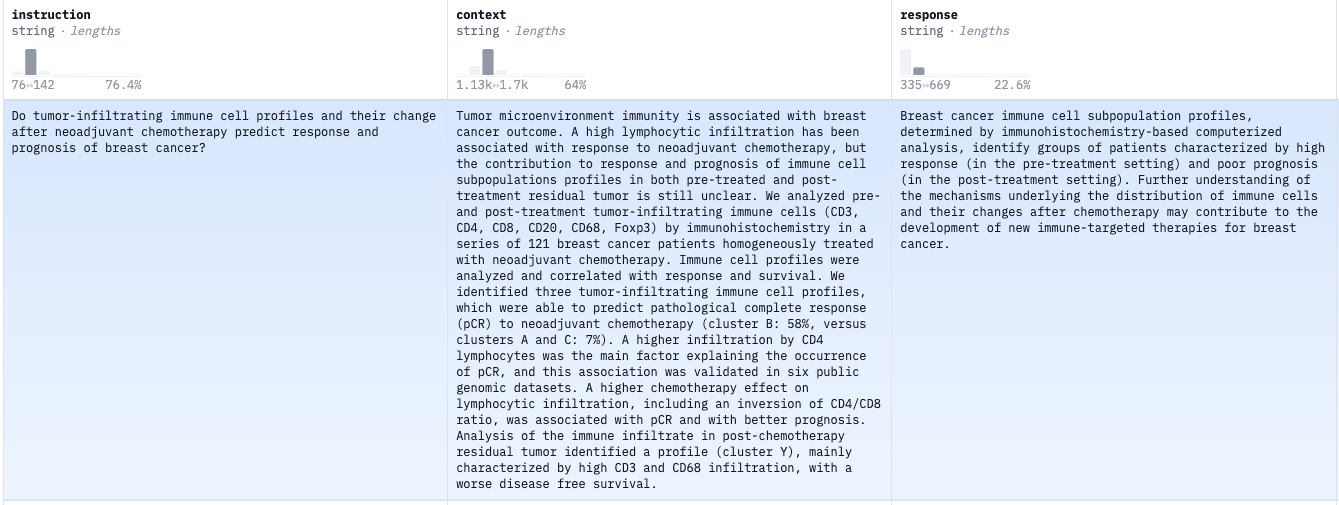 instruction
string · lengths
76↔142 76.4%
context
string · lengths
1.13k↔1.7k 64%
response
string · lengths
335↔669 22.6%
Do tumor-infiltrating immune cell profiles and their change
after neoadjuvant chemotherapy predict response and
prognosis of breast cancer?
Tumor microenvironment immunity is associated with breast
cancer outcome. A high lymphocytic infiltration has been
associated with response to neoadjuvant chemotherapy, but
the contribution to response and prognosis of immune cell
subpopulations profiles in both pre-treated and post-
treatment residual tumor is still unclear. We analyzed pre-
and post-treatment tumor-infiltrating immune cells (CD3,
CD4, CD8, CD20, CD68, Foxp3) by immunohistochemistry in a
series of 121 breast cancer patients homogeneously treated
with neoadjuvant chemotherapy. Immune cell profiles were
analyzed and correlated with response and survival. We
identified three tumor-infiltrating immune cell profiles,
which were able to predict pathological complete response
(pCR) to neoadjuvant chemotherapy (cluster B: 58%, versus
clusters A and C: 7%). A higher infiltration by CD4
lymphocytes was the main factor explaining the occurrence
of pCR, and this association was validated in six public
genomic datasets. A higher chemotherapy effect on
lymphocytic infiltration, including an inversion of CD4/CD8
ratio, was associated with pCR and with better prognosis.
Analysis of the immune infiltrate in post-chemotherapy
residual tumor identified a profile (cluster Y), mainly
characterized by high CD3 and CD68 infiltration, with a
worse disease free survival.
Breast cancer immune cell subpopulation profiles,
determined by immunohistochemistry-based computerized
analysis, identify groups of patients characterized by high
response (in the pre-treatment setting) and poor prognosis
(in the post-treatment setting). Further understanding of
the mechanisms underlying the distribution of immune cells
and their changes after chemotherapy may contribute to the
development of new immune-targeted therapies for breast
cancer.